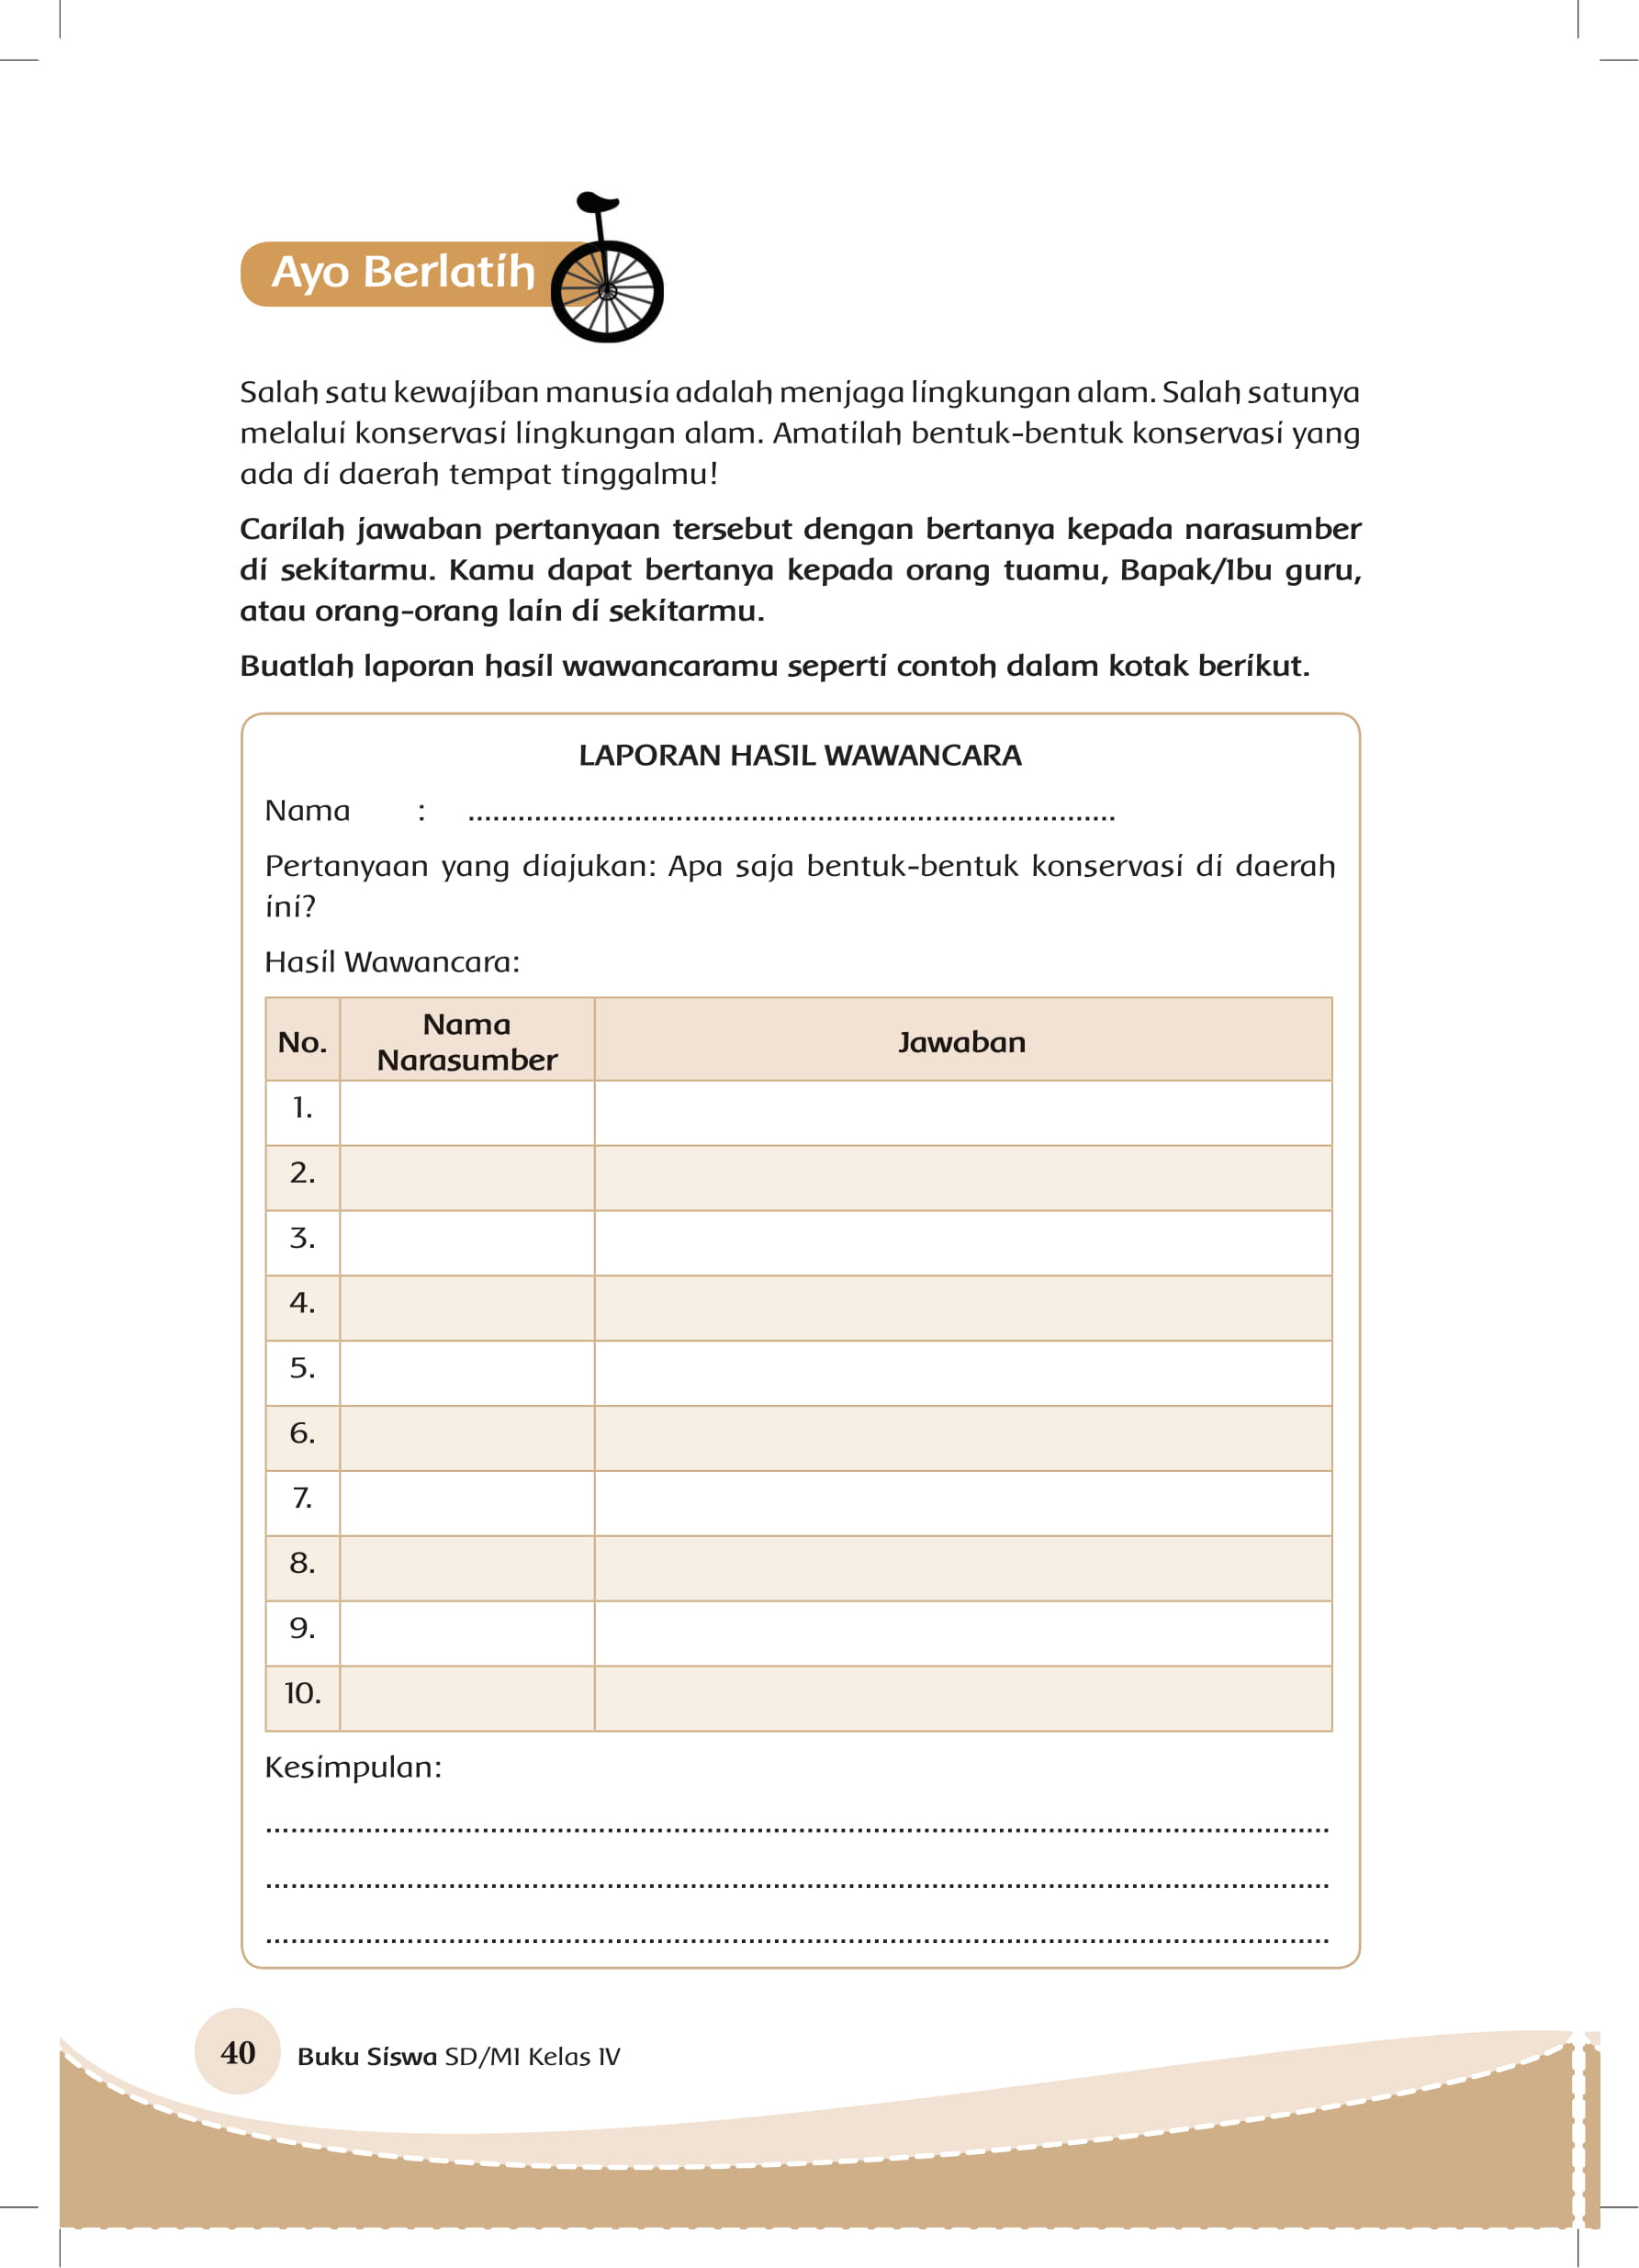 Ayo Berlatih
Salah satu kewajiban manusia adalah menjaga lingkungan alam. Salah satunya
melalui konservasi lingkungan alam. Amatilah bentuk-bentuk konservasi yang
ada di daerah tempat tinggalmu!
Carilah jawaban pertanyaan tersebut dengan bertanya kepada narasumber
di sekitarmu. Kamu dapat bertanya kepada orang tuamu, Bapak/Ibu guru,
atau orang-orang lain di sekitarmu.
Buatlah laporan hasil wawancaramu seperti contoh dalam kotak berikut.
LAPORAN HASIL WAWANCARA
Nama : ..............................................................................
Pertanyaan yang diajukan: Apa saja bentuk-bentuk konservasi di daerah
ini?
Hasil Wawancara:
No. Nama Narasumber Jawaban
1.
2.
3.
4.
5.
6.
7.
8.
9.
10.
Kesimpulan:
................................................................................................................................
................................................................................................................................
................................................................................................................................
40 Buku Siswa SD/MI Kelas IV